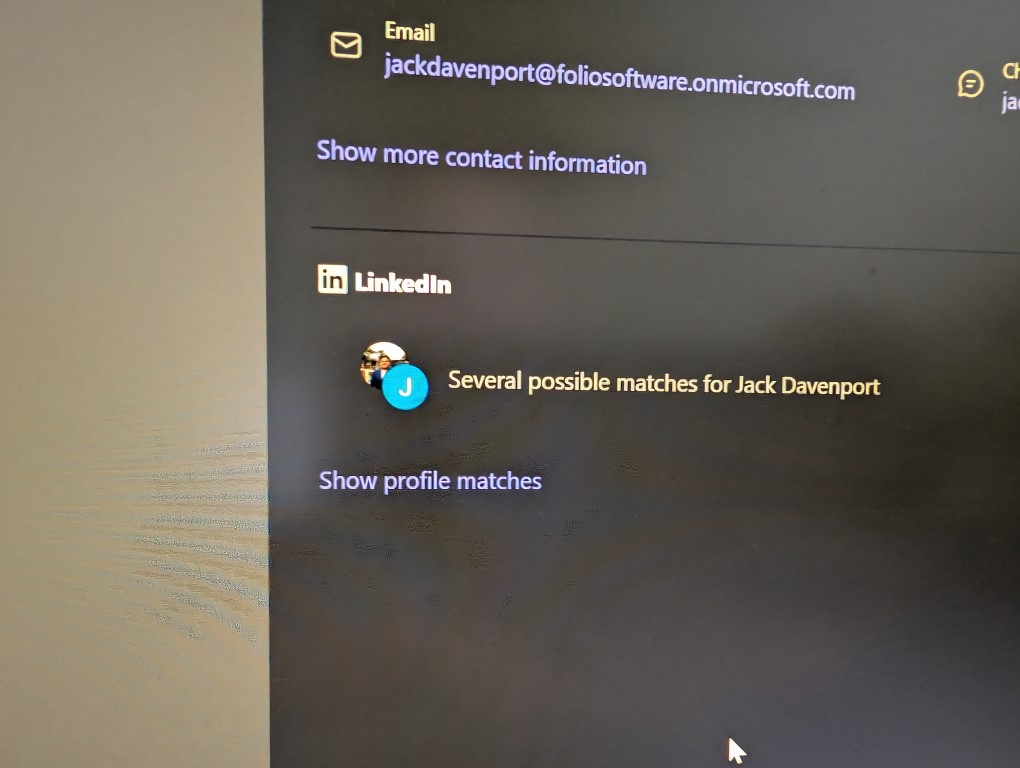 Email
jackdavenport@foliosoftware.onmicrosoft.com
Show more contact information
in LinkedIn
J
Several possible matches for Jack Davenport
Show profile matches